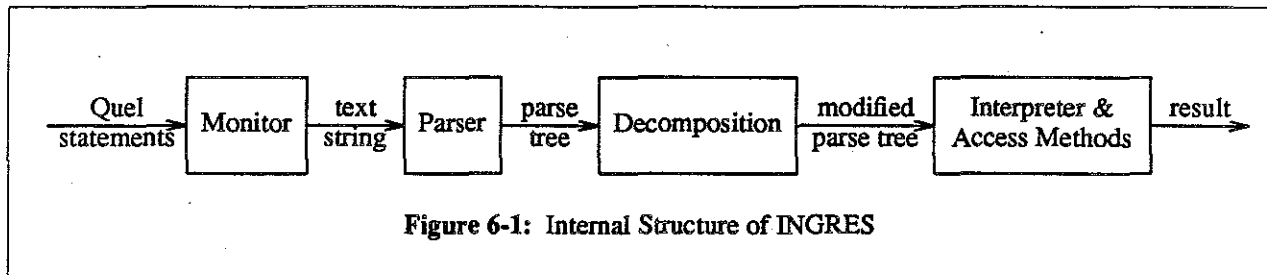 Quel
statements
Monitor
text
string
Parser
parse
tree
Decomposition
modified
parse tree
Interpreter &
Access Methods
result
Figure 6-1: Internal Structure of INGRES